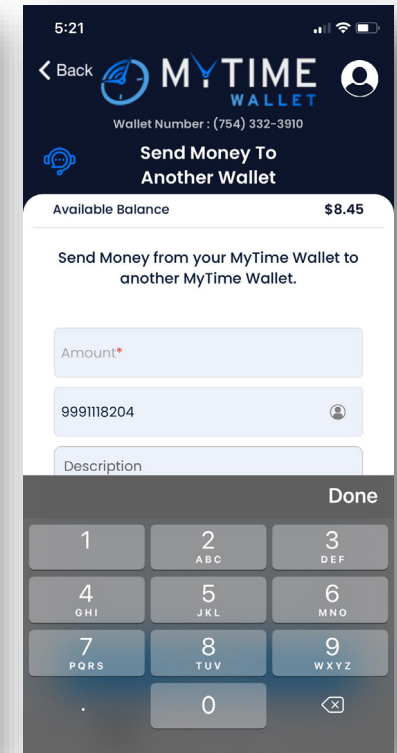 5:21
Back
MYTIME
WALLET
Wallet Number : (754) 332-3910
Send Money To
Another Wallet
Available Balance $8.45
Send Money from your MyTime Wallet to
another MyTime Wallet.
Amount*
9991118204
Description
Done
1 2 3
ABC DEF
4 5 6
GHI JKL MNO
7 8 9
PQRS TUV WXYZ
. 0